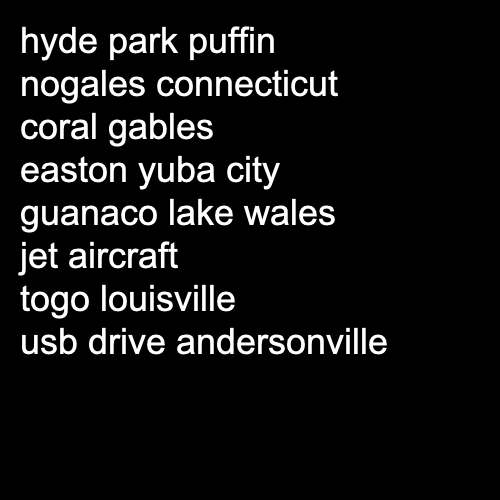 hyde park puffin
nogales connecticut
coral gables
easton yuba city
guanaco lake wales
jet aircraft
togo louisville
usb drive andersonville